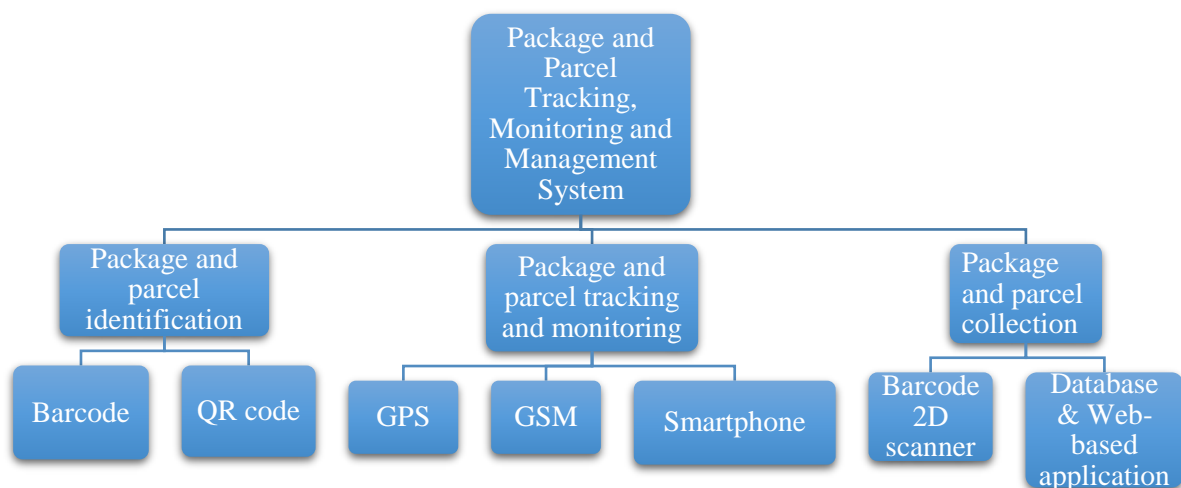 Package and
Parcel
Tracking,
Monitoring and
Management
System
Package and
parcel
identification
Package and
parcel tracking
and monitoring
Package
and parcel
collection
Barcode
QR code
GPS
GSM
Smartphone
Barcode
2D
scanner
Database
& Web-
based
application